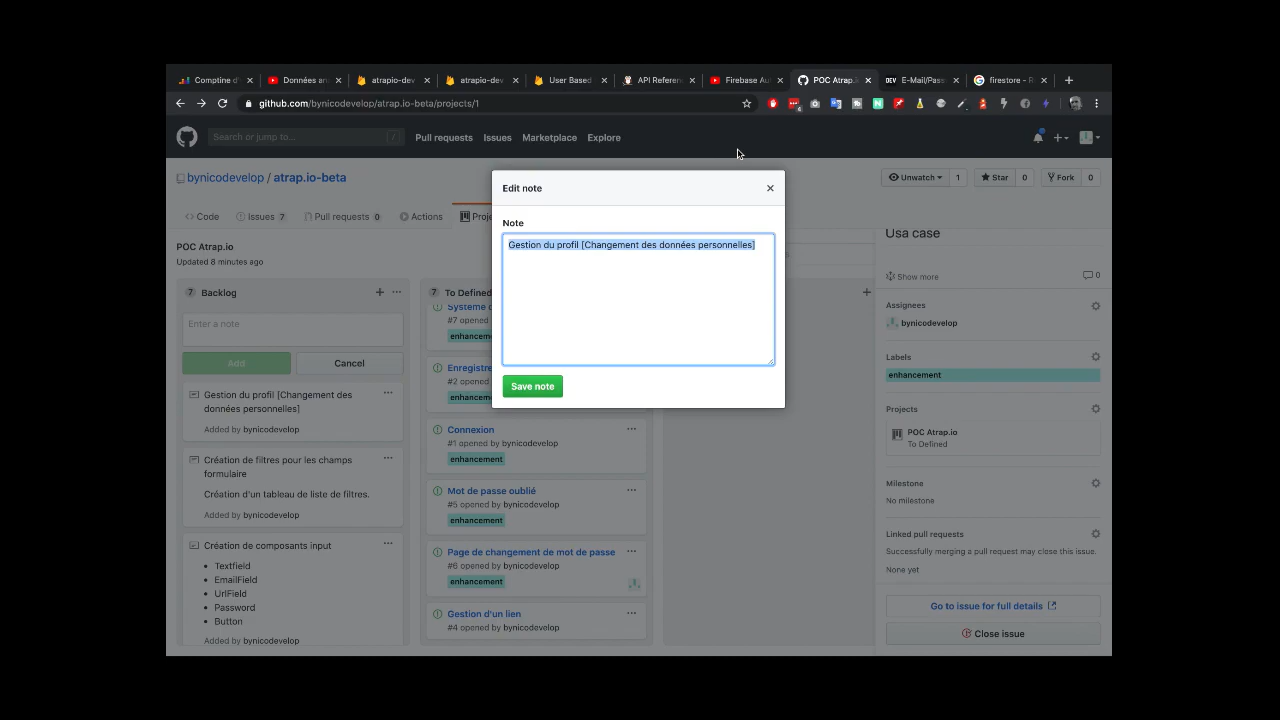 Comptine d'
Données an
atrapio-dev
atrapio-dev
User Based
API Referen
Firebase Au
POC Atrap.
E-Mail/Pass
firestore - R
github.com/bynicodevelop/atrap.io-beta/projects/1
Search or jump to... /
Pull requests Issues Marketplace Explore
bynicodevelop / atrap.io-beta
Unwatch 1 Star 0 Fork 0
Code Issues 7 Pull requests 0 Actions Proje
POC Atrap.io
Updated 8 minutes ago
7 Backlog
Enter a note
Add Cancel
Gestion du profil [Changement des
données personnelles]
Added by bynicodevelop
Création de filtres pour les champs
formulaire
Création d'un tableau de liste de filtres.
Added by bynicodevelop
Création de composants input
Textfield
EmailField
UrlField
Password
Button
Added by bynicodevelop
7 To Defined
Système
#7 opened
enhancem
Enregistre
#2 opened
enhancem
Connexion
#1 opened by bynicodevelop
enhancement
Mot de passe oublié
#5 opened by bynicodevelop
enhancement
Page de changement de mot de passe
#6 opened by bynicodevelop
enhancement
Gestion d'un lien
#4 opened by bynicodevelop
Edit note
Note
Gestion du profil [Changement des données personnelles]
Save note
Usa case
Show more 0
Assignees
bynicodevelop
Labels
enhancement
Projects
POC Atrap.io
To Defined
Milestone
No milestone
Linked pull requests
Successfully merging a pull request may close this issue.
None yet
Go to issue for full details
Close issue